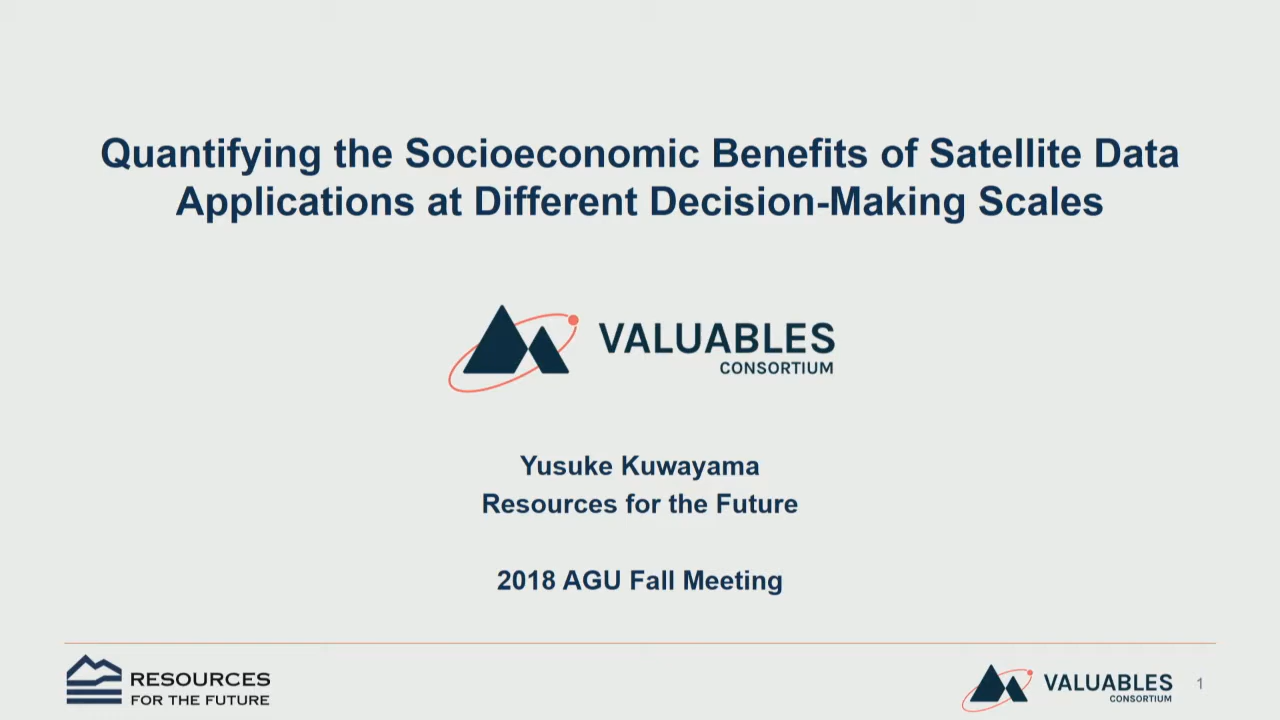 Quantifying the Socioeconomic Benefits of Satellite Data
Applications at Different Decision-Making Scales
VALUABLES
CONSORTIUM
Yusuke Kuwayama
Resources for the Future
2018 AGU Fall Meeting
RESOURCES
FOR THE FUTURE
VALUABLES
CONSORTIUM
1